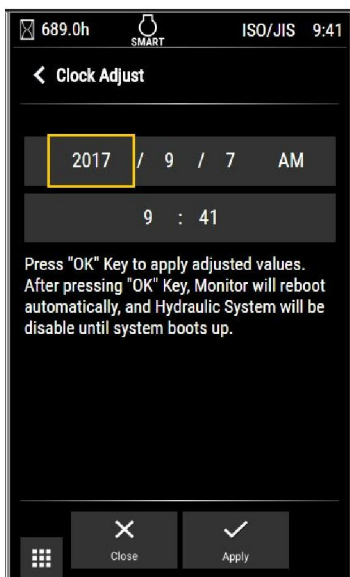 689.0h SMART ISO/JIS 9:41
Clock Adjust
2017 / 9 / 7 AM
9 : 41
Press "OK" Key to apply adjusted values.
After pressing "OK" Key, Monitor will reboot
automatically, and Hydraulic System will be
disable until system boots up.
Close Apply